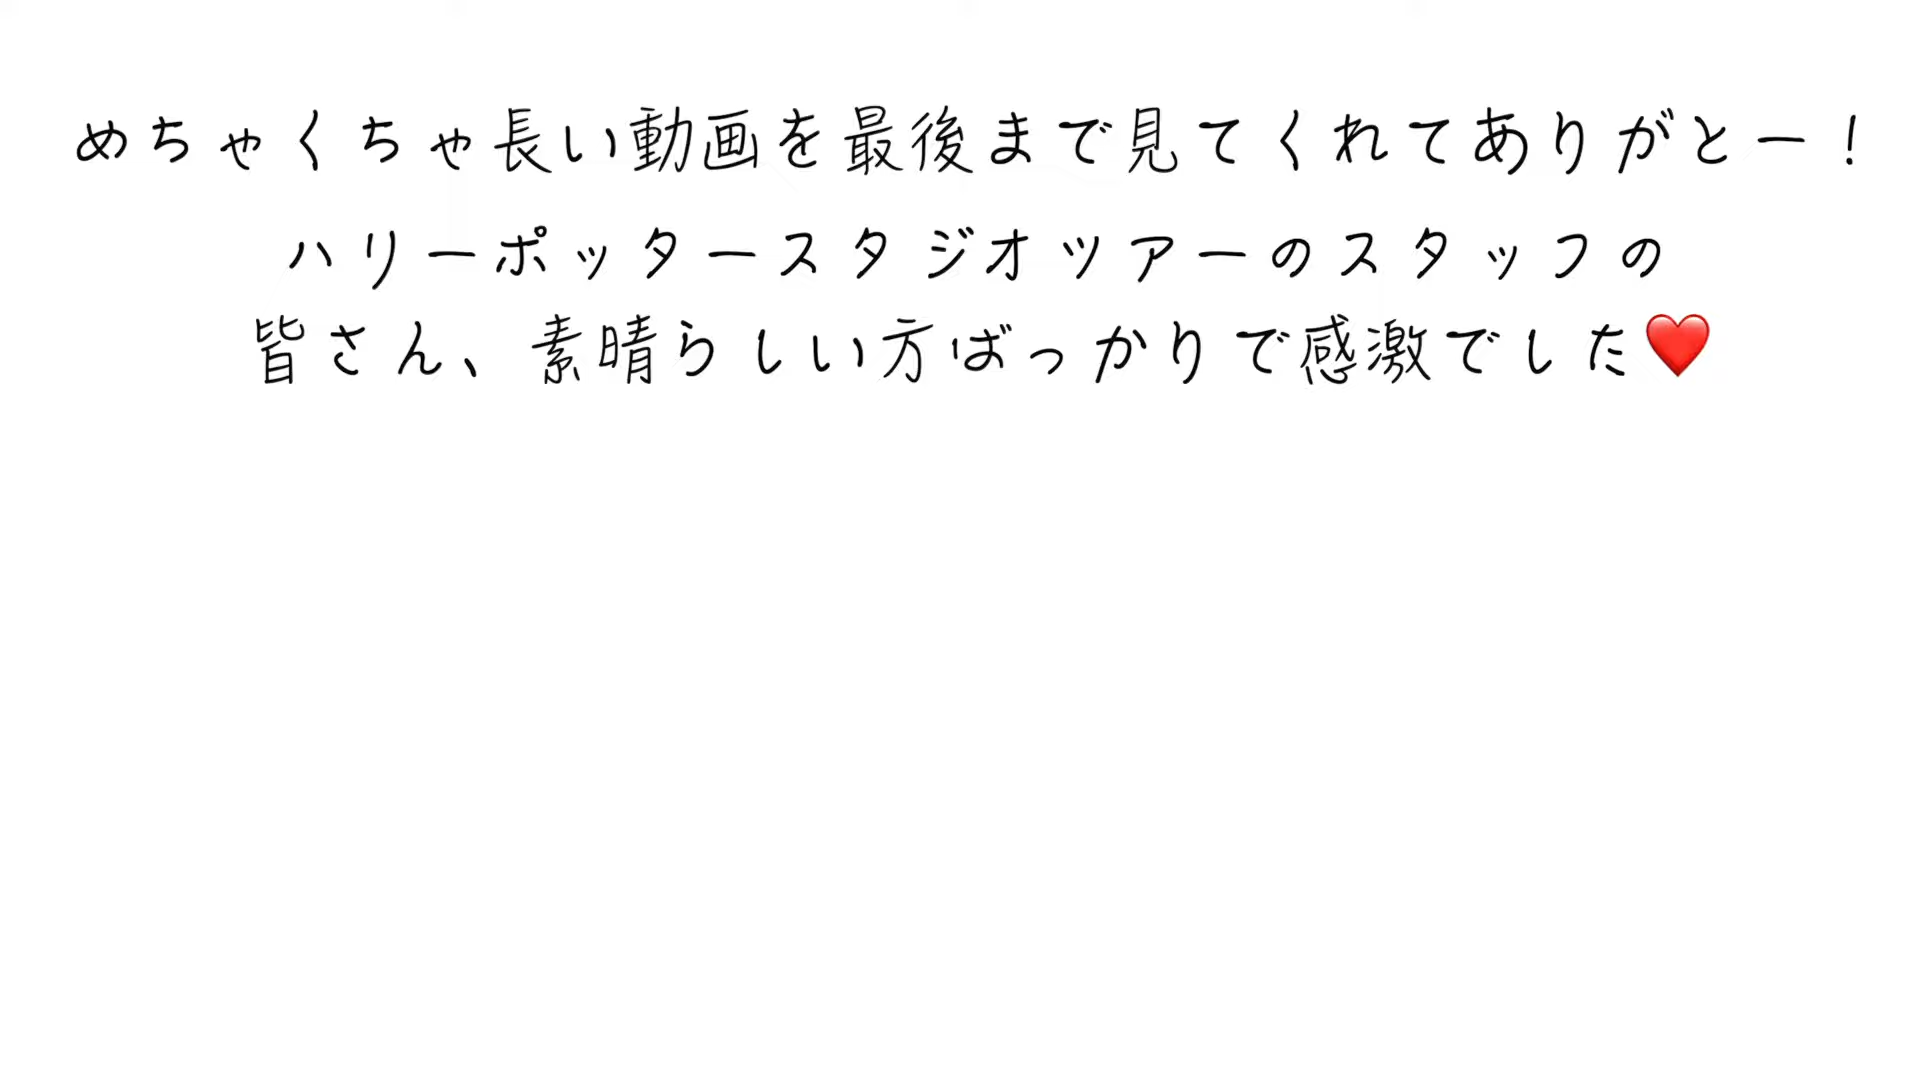 めちゃくちゃ長い動画を最後まで見てくれてありがとー！
ハリーポッタースタジオツアーのスタッフの
皆さん、素晴らしい方ばっかりで感激でした❤️